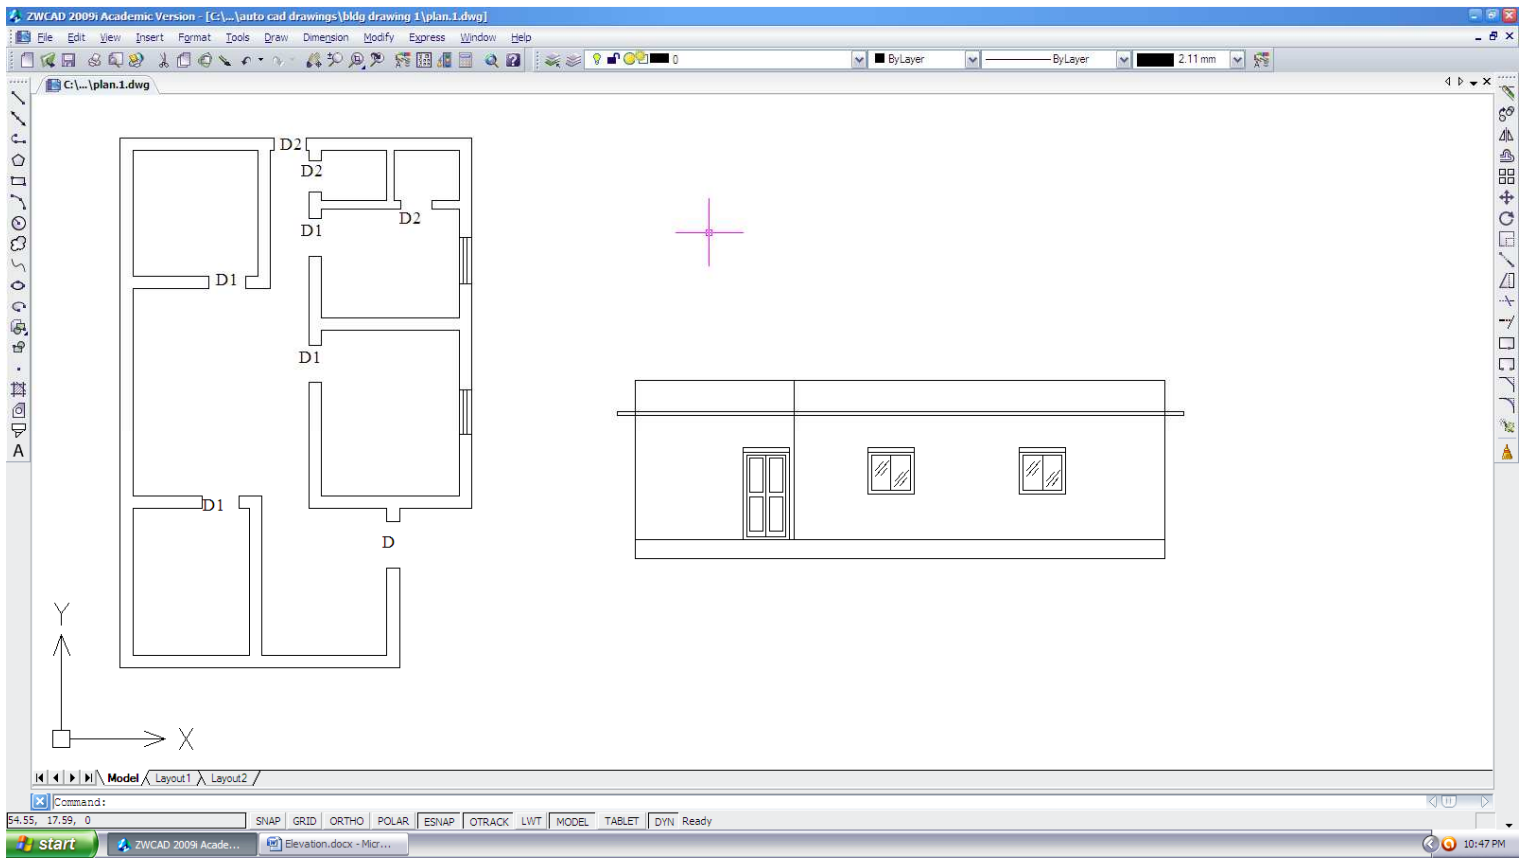 ZWCAD 2009i Academic Version - [C:\...\auto cad drawings\bldg drawing 1\plan.1.dwg]
File Edit View Insert Format Tools Draw Dimension Modify Express Window Help
0 ByLayer ByLayer 2.11 mm
C:\...\plan.1.dwg
D2
D2
D2
D1
D1
D1
D1
D
Y
X
A
Model Layout1 Layout2
Command:
54.55, 17.59, 0 SNAP GRID ORTHO POLAR ESNAP OTRACK LWT MODEL TABLET DYN Ready
start ZWCAD 2009i Acade... Elevation.docx - Micr... 10:47 PM